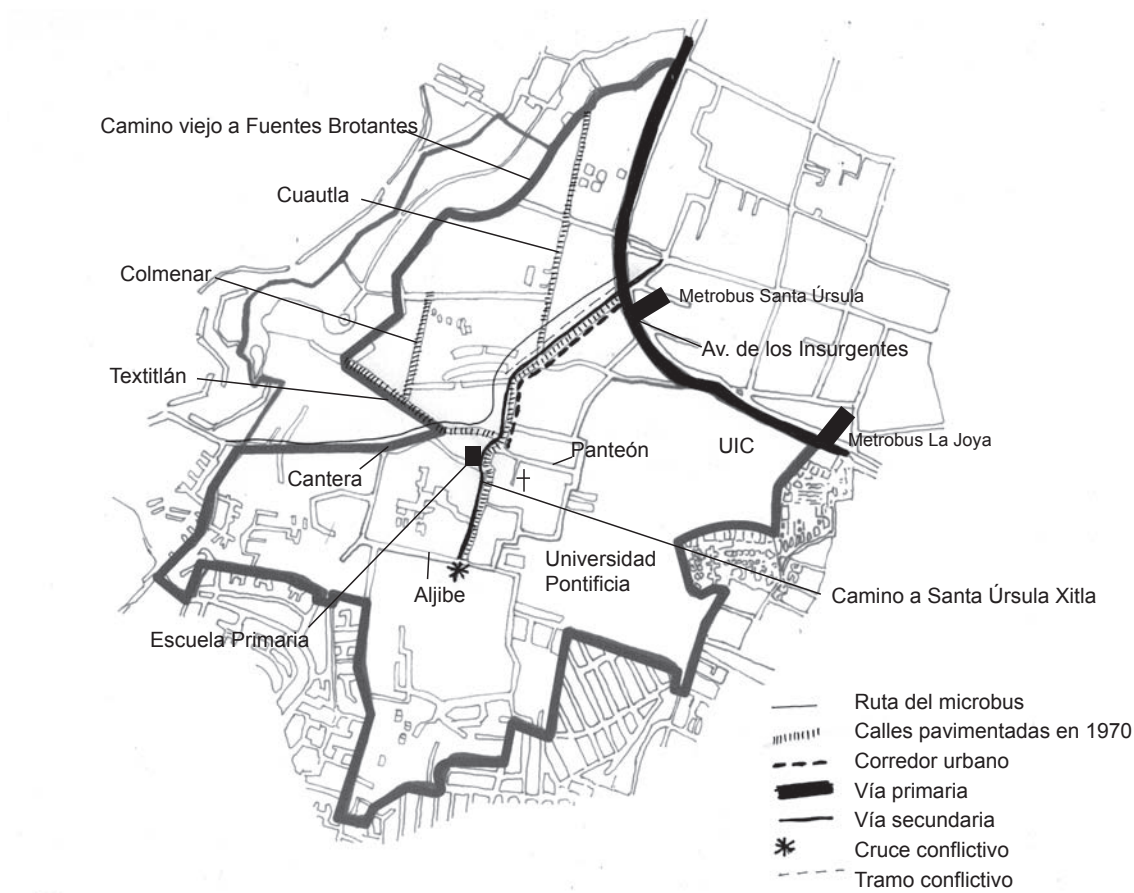 Camino viejo a Fuentes Brotantes
Cuautla
Colmenar
Metrobus Santa Úrsula
Av. de los Insurgentes
Textitlán
Metrobus La Joya
UIC
Panteón
Cantera
Universidad
Pontificia
Aljibe
Camino a Santa Úrsula Xitla
Escuela Primaria
Ruta del microbus
Calles pavimentadas en 1970
Corredor urbano
Vía primaria
Vía secundaria
Cruce conflictivo
Tramo conflictivo